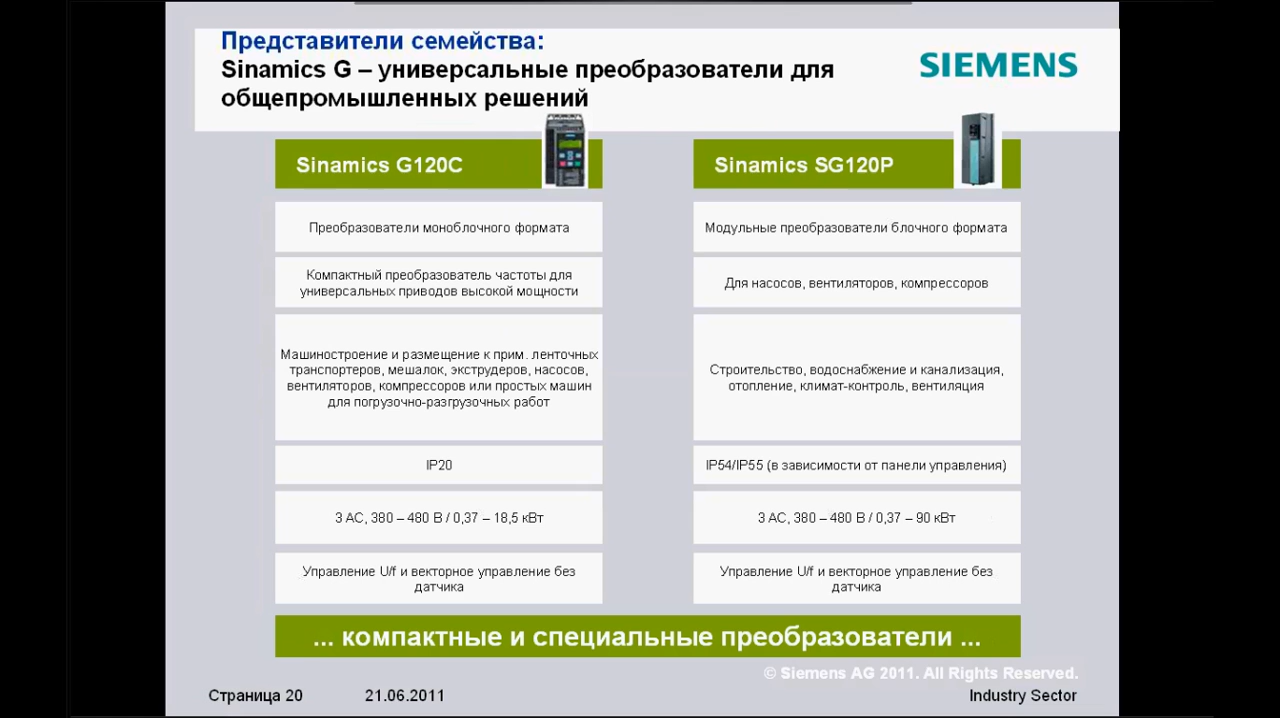 Представители семейства:
Sinamics G – универсальные преобразователи для
общепромышленных решений
SIEMENS
Sinamics G120C
Sinamics SG120P
Преобразователи моноблочного формата
Модульные преобразователи блочного формата
Компактный преобразователь частоты для
универсальных приводов высокой мощности
Для насосов, вентиляторов, компрессоров
Машиностроение и размещение к прим. ленточных
транспортеров, мешалок, экструдеров, насосов,
вентиляторов, компрессоров или простых машин
для погрузочно-разгрузочных работ
Строительство, водоснабжение и канализация,
отопление, климат-контроль, вентиляция
IP20
IP54/IP55 (в зависимости от панели управления)
3 AC, 380 – 480 В / 0,37 – 18,5 кВт
3 AC, 380 – 480 В / 0,37 – 90 кВт
Управление U/f и векторное управление без
датчика
Управление U/f и векторное управление без
датчика
... компактные и специальные преобразователи ...
© Siemens AG 2011. All Rights Reserved.
Страница 20
21.06.2011
Industry Sector